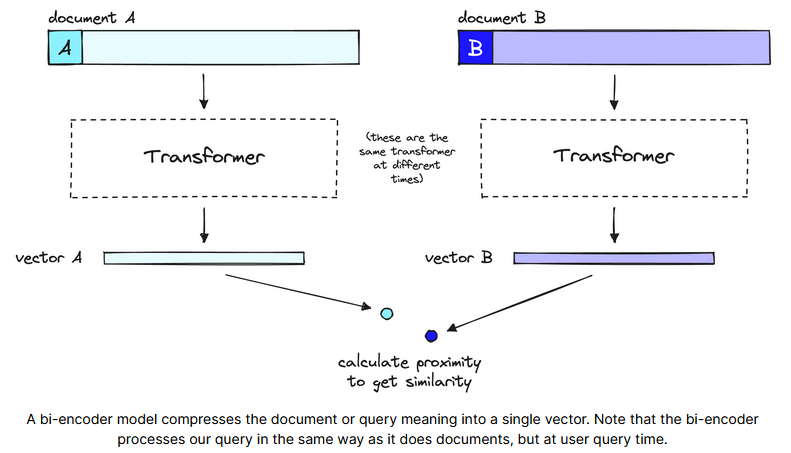 document A
document B
A
B
Transformer
(these are the
same transformer
at different
times)
Transformer
vector A
vector B
calculate proximity
to get similarity
A bi-encoder model compresses the document or query meaning into a single vector. Note that the bi-encoder
processes our query in the same way as it does documents, but at user query time.